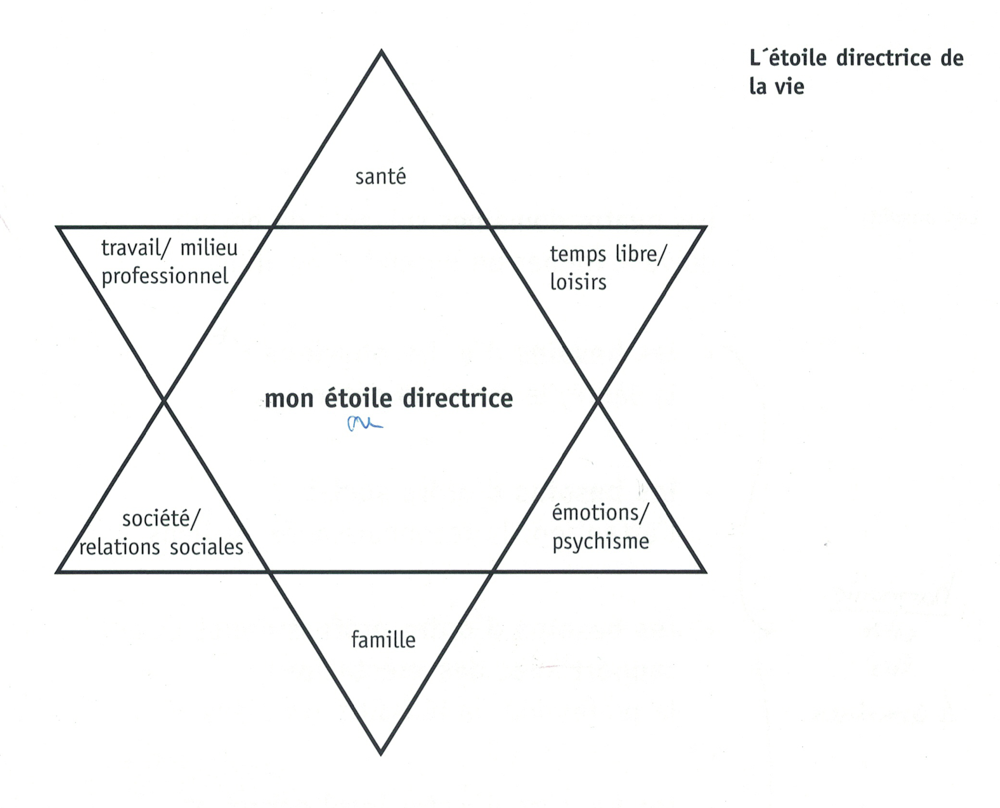 L´étoile directrice de
la vie
santé
travail/ milieu
professionnel
temps libre/
loisirs
mon étoile directrice
société/
relations sociales
émotions/
psychisme
famille